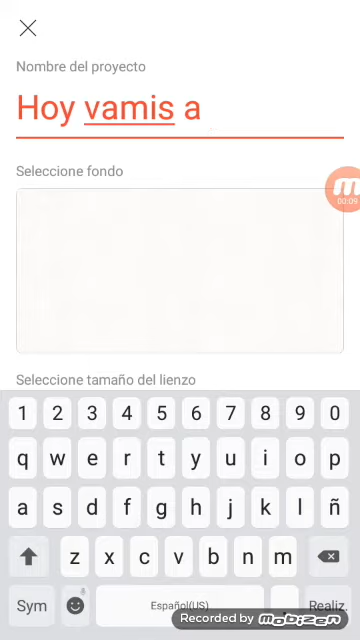 Nombre del proyecto
Hoy vamis a
Seleccione fondo
00:09
Seleccione tamaño del lienzo
1 2 3 4 5 6 7 8 9 0
q w e r t y u i o p
a s d f g h j k l ñ
z x c v b n m
Sym Español(US) Realiz.
Recorded by mobizen